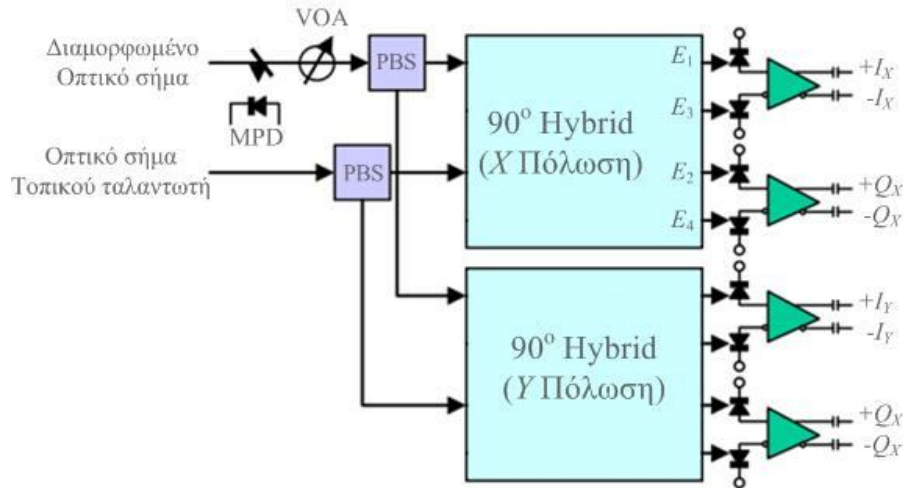 VOA
Διαμορφωμένο
Οπτικό σήμα
PBS
MPD
Οπτικό σήμα
Τοπικού ταλαντωτή
PBS
90° Hybrid
(X Πόλωση)
E1
E3
E2
E4
+IX
-IX
+QX
-QX
90° Hybrid
(Y Πόλωση)
+IY
-IY
+QX
-QX